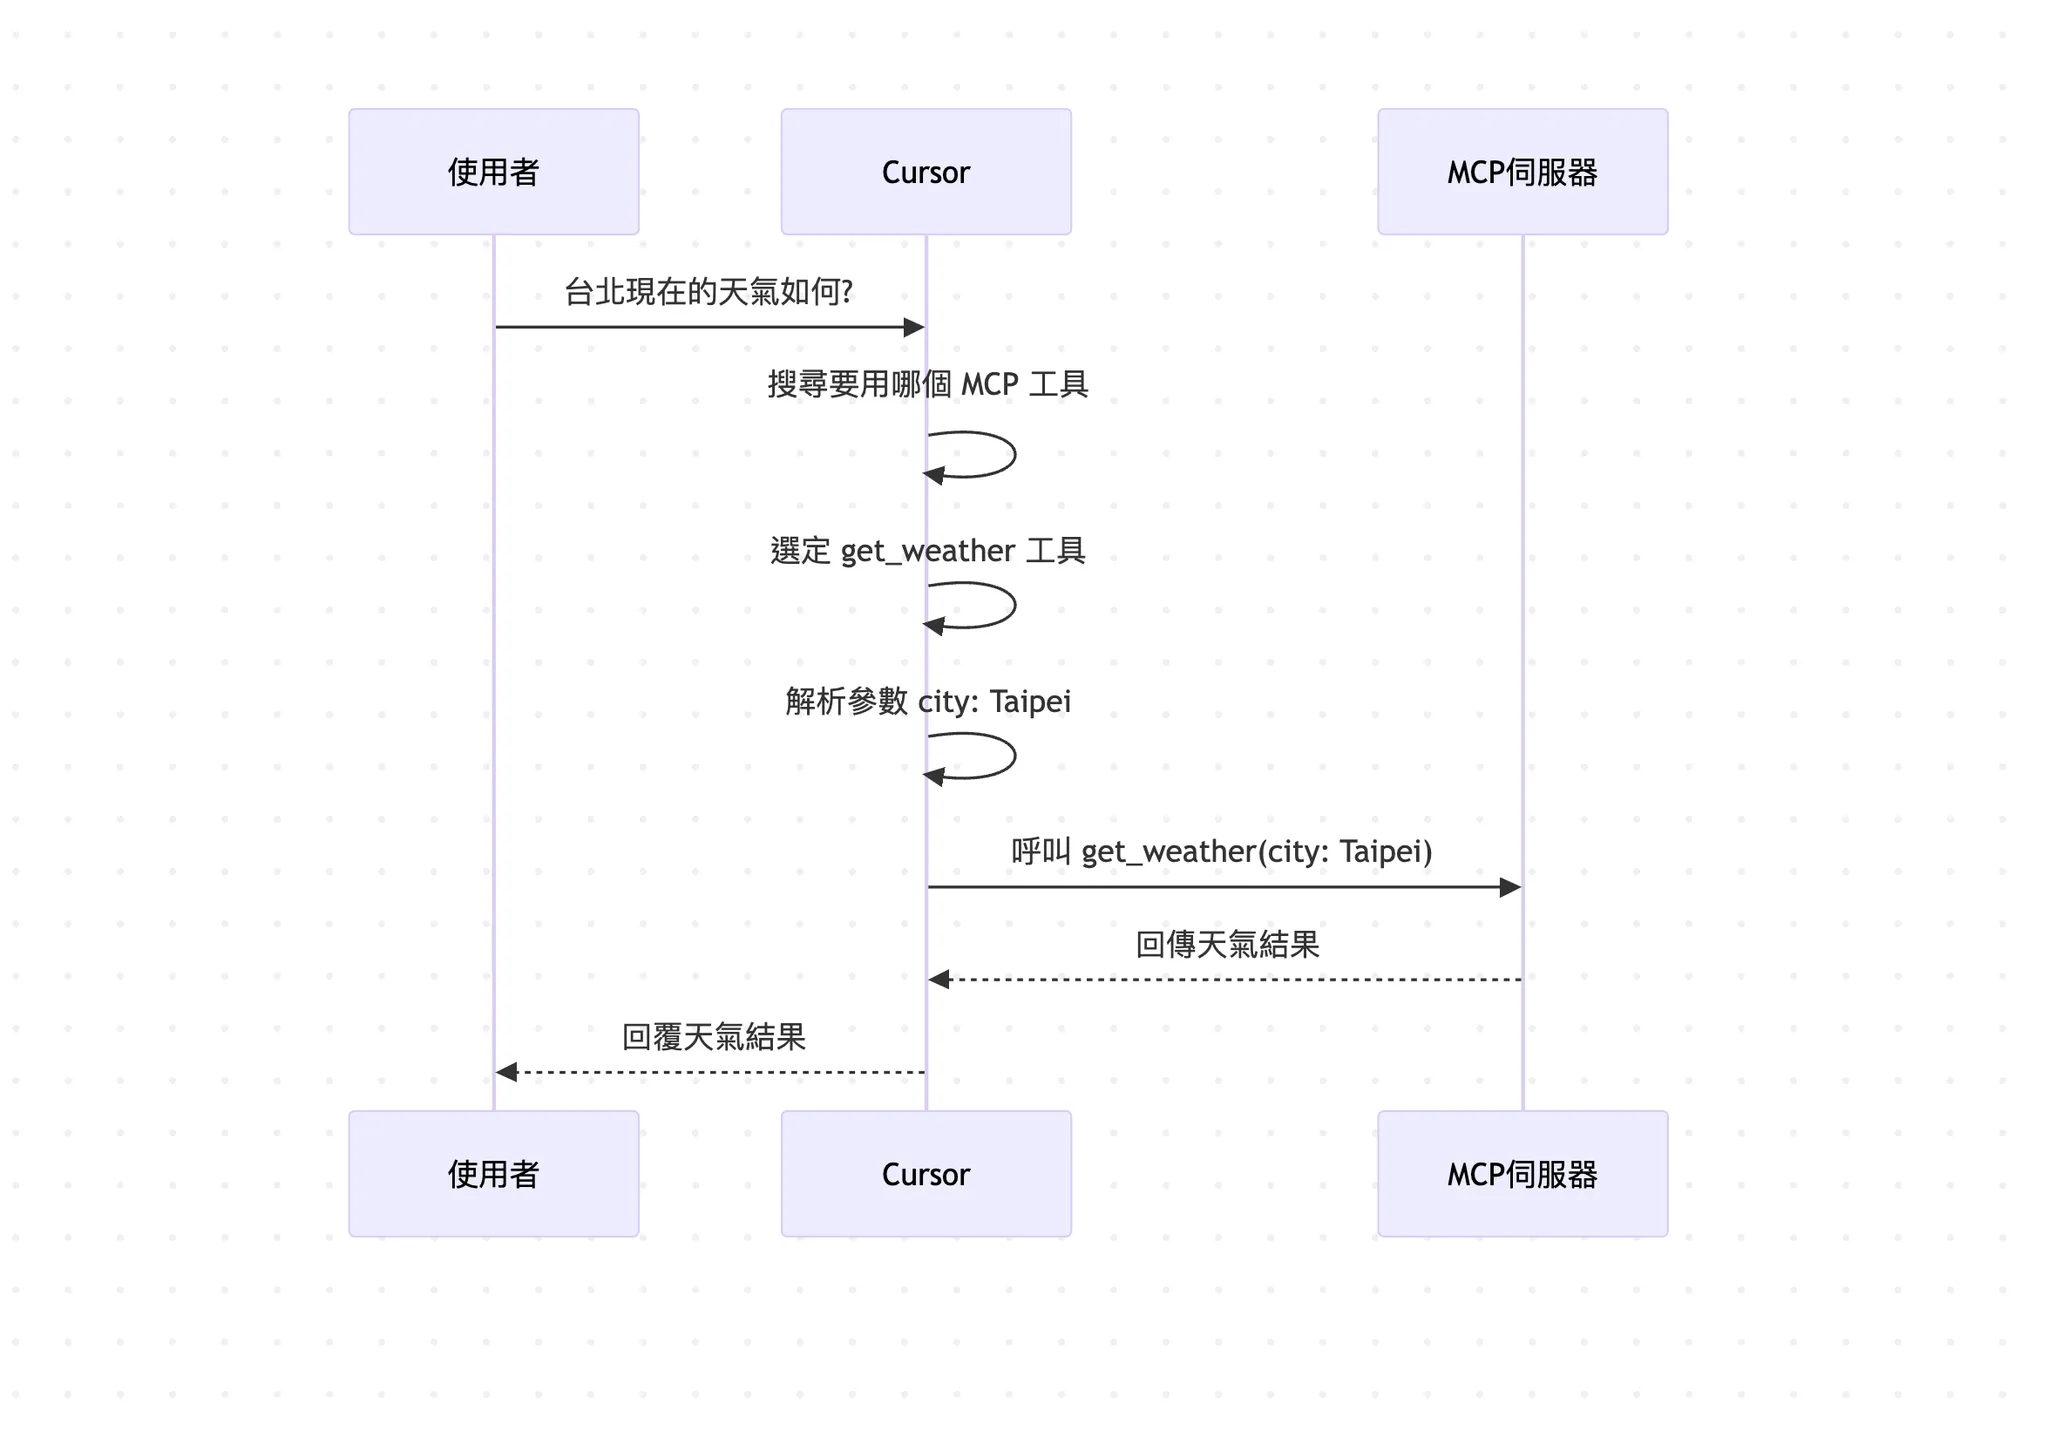 使用者
Cursor
MCP伺服器
台北現在的天氣如何?
搜尋要用哪個 MCP 工具
選定 get_weather 工具
解析參數 city: Taipei
呼叫 get_weather(city: Taipei)
回傳天氣結果
回覆天氣結果
使用者
Cursor
MCP伺服器